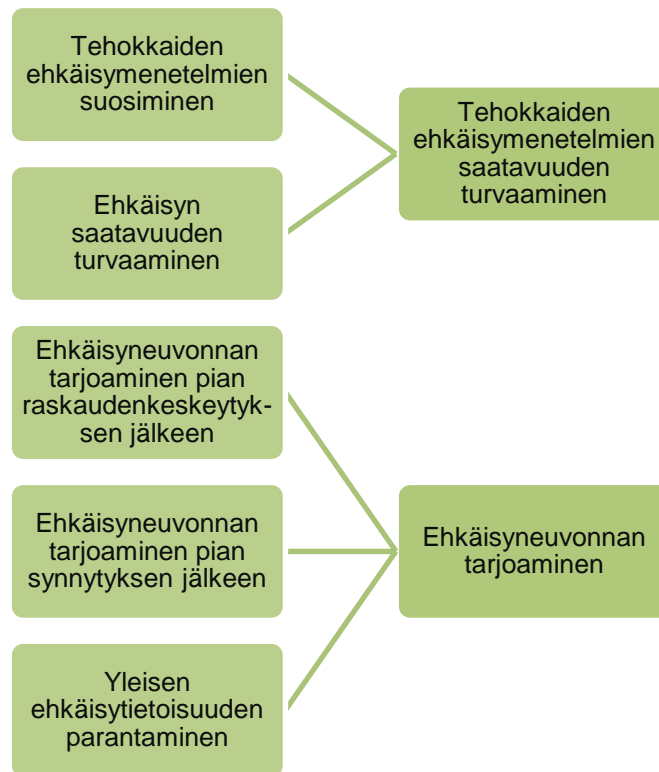 Tehokkaiden
ehkäisymenetelmien
suosiminen
Ehkäisyn
saatavuuden
turvaaminen
Tehokkaiden
ehkäisymenetelmien
saatavuuden
turvaaminen
Ehkäisyneuvonnan
tarjoaminen pian
raskaudenkeskeytyk-
sen jälkeen
Ehkäisyneuvonnan
tarjoaminen pian
synnytyksen jälkeen
Yleisen
ehkäisytietoisuuden
parantaminen
Ehkäisyneuvonnan
tarjoaminen